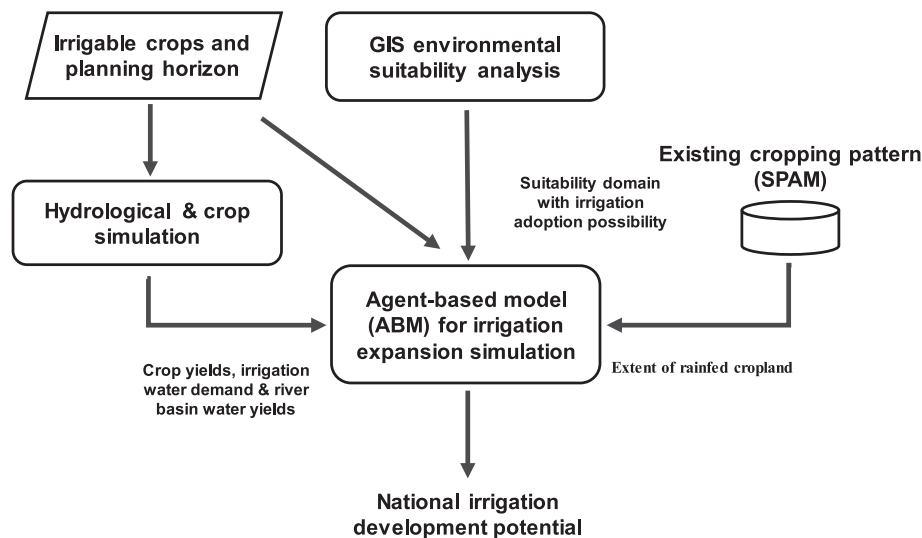 Irrigable crops and
planning horizon
GIS environmental
suitability analysis
Existing cropping pattern
(SPAM)
Suitability domain
with irrigation
adoption possibility
Hydrological & crop
simulation
Agent-based model
(ABM) for irrigation
expansion simulation
Crop yields, irrigation
water demand & river
basin water yields
Extent of rainfed cropland
National irrigation
development potential